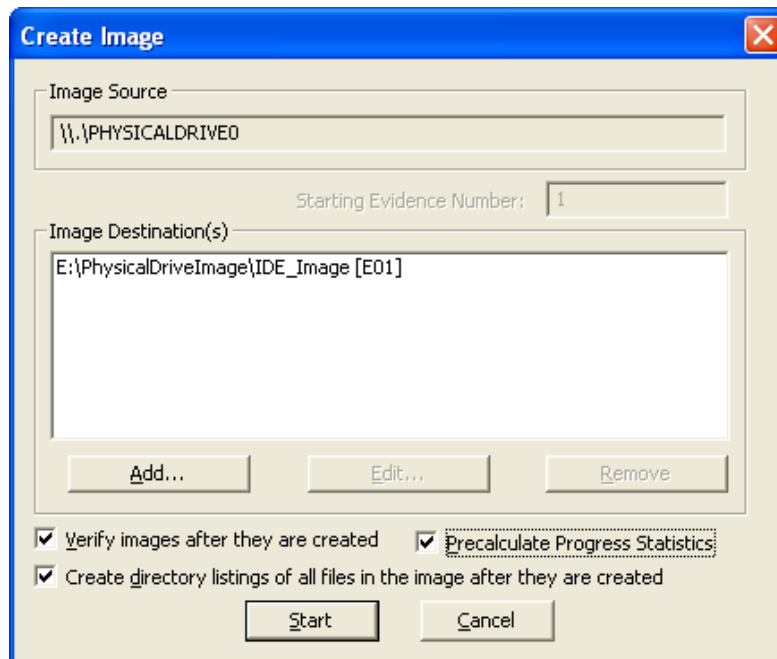 Create Image
Image Source
\\.\PHYSICALDRIVE0
Starting Evidence Number: 1
Image Destination(s)
E:\PhysicalDriveImage\IDE_Image [E01]
Add... Edit... Remove
Verify images after they are created Precalculate Progress Statistics
Create directory listings of all files in the image after they are created
Start Cancel